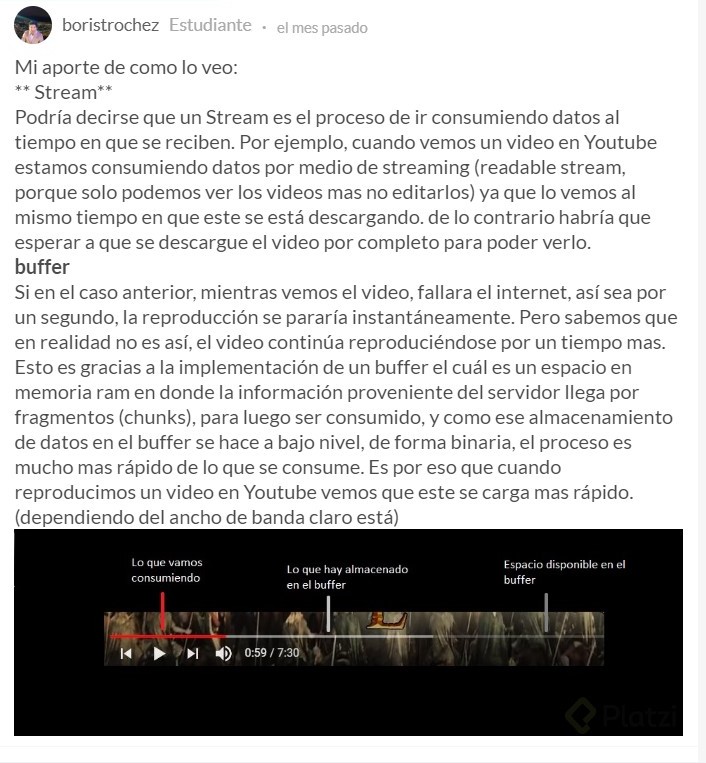 boristrochez Estudiante · el mes pasado
Mi aporte de como lo veo:
** Stream**
Podría decirse que un Stream es el proceso de ir consumiendo datos al
tiempo en que se reciben. Por ejemplo, cuando vemos un video en Youtube
estamos consumiendo datos por medio de streaming (readable stream,
porque solo podemos ver los videos mas no editarlos) ya que lo vemos al
mismo tiempo en que este se está descargando. de lo contrario habría que
esperar a que se descargue el video por completo para poder verlo.
buffer
Si en el caso anterior, mientras vemos el video, fallara el internet, así sea por
un segundo, la reproducción se pararía instantáneamente. Pero sabemos que
en realidad no es así, el video continúa reproduciéndose por un tiempo mas.
Esto es gracias a la implementación de un buffer el cuál es un espacio en
memoria ram en donde la información proveniente del servidor llega por
fragmentos (chunks), para luego ser consumido, y como ese almacenamiento
de datos en el buffer se hace a bajo nivel, de forma binaria, el proceso es
mucho mas rápido de lo que se consume. Es por eso que cuando
reproducimos un video en Youtube vemos que este se carga mas rápido.
(dependiendo del ancho de banda claro está)
Lo que vamos
consumiendo
Lo que hay almacenado
en el buffer
Espacio disponible en el
buffer
L
0:59 / 7:30
Platzi